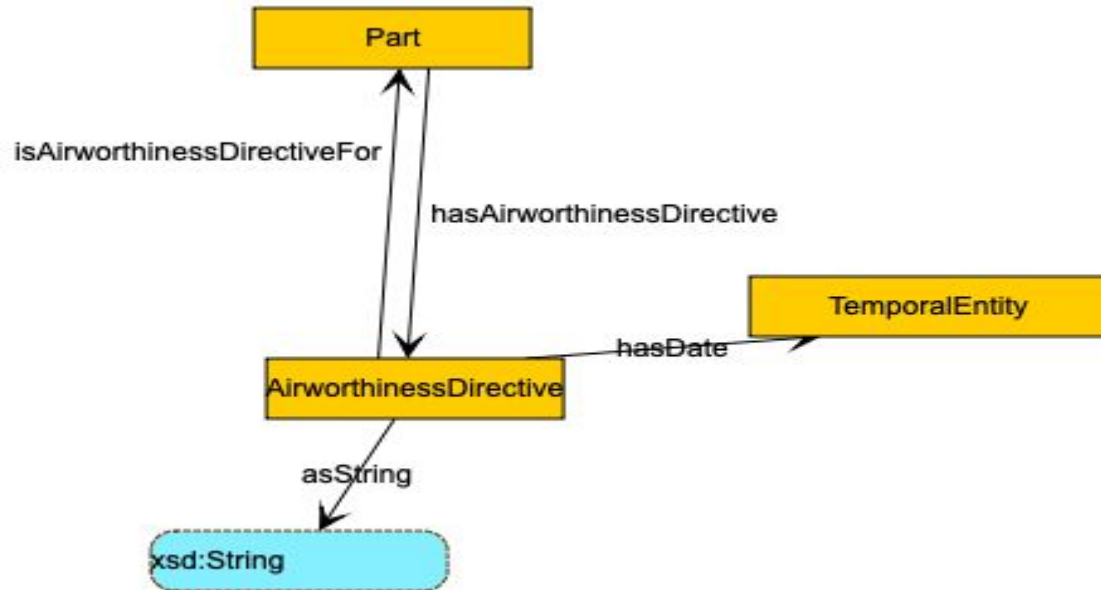 Part
isAirworthinessDirectiveFor
hasAirworthinessDirective
TemporalEntity
hasDate
AirworthinessDirective
asString
xsd:String